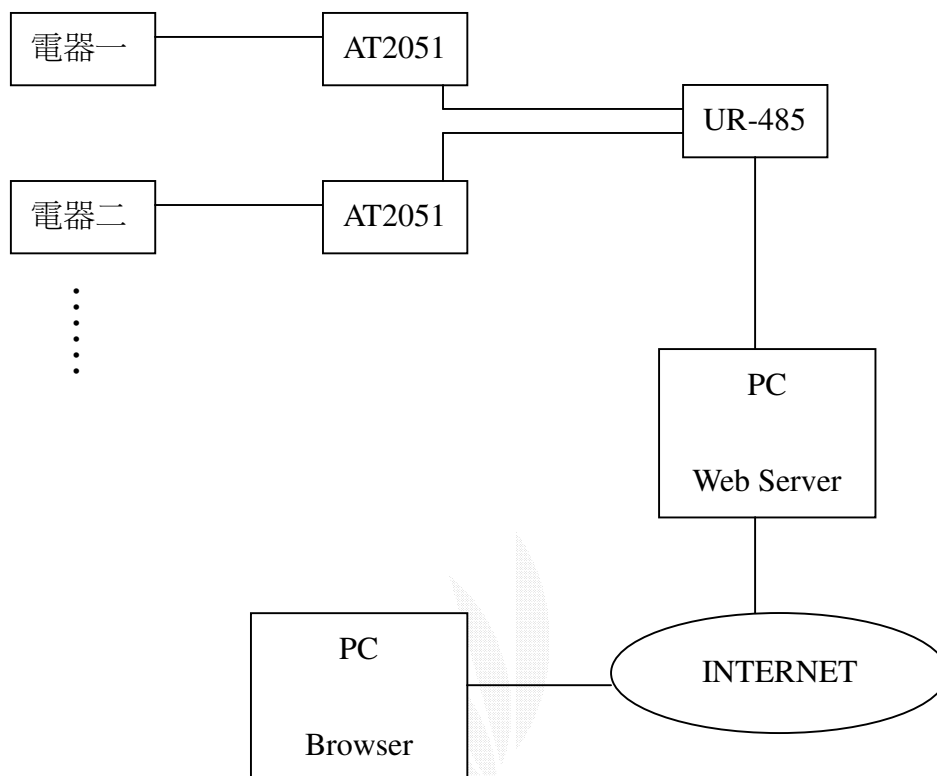 電器一
AT2051
UR-485
電器二
AT2051
PC
Web Server
INTERNET
PC
Browser